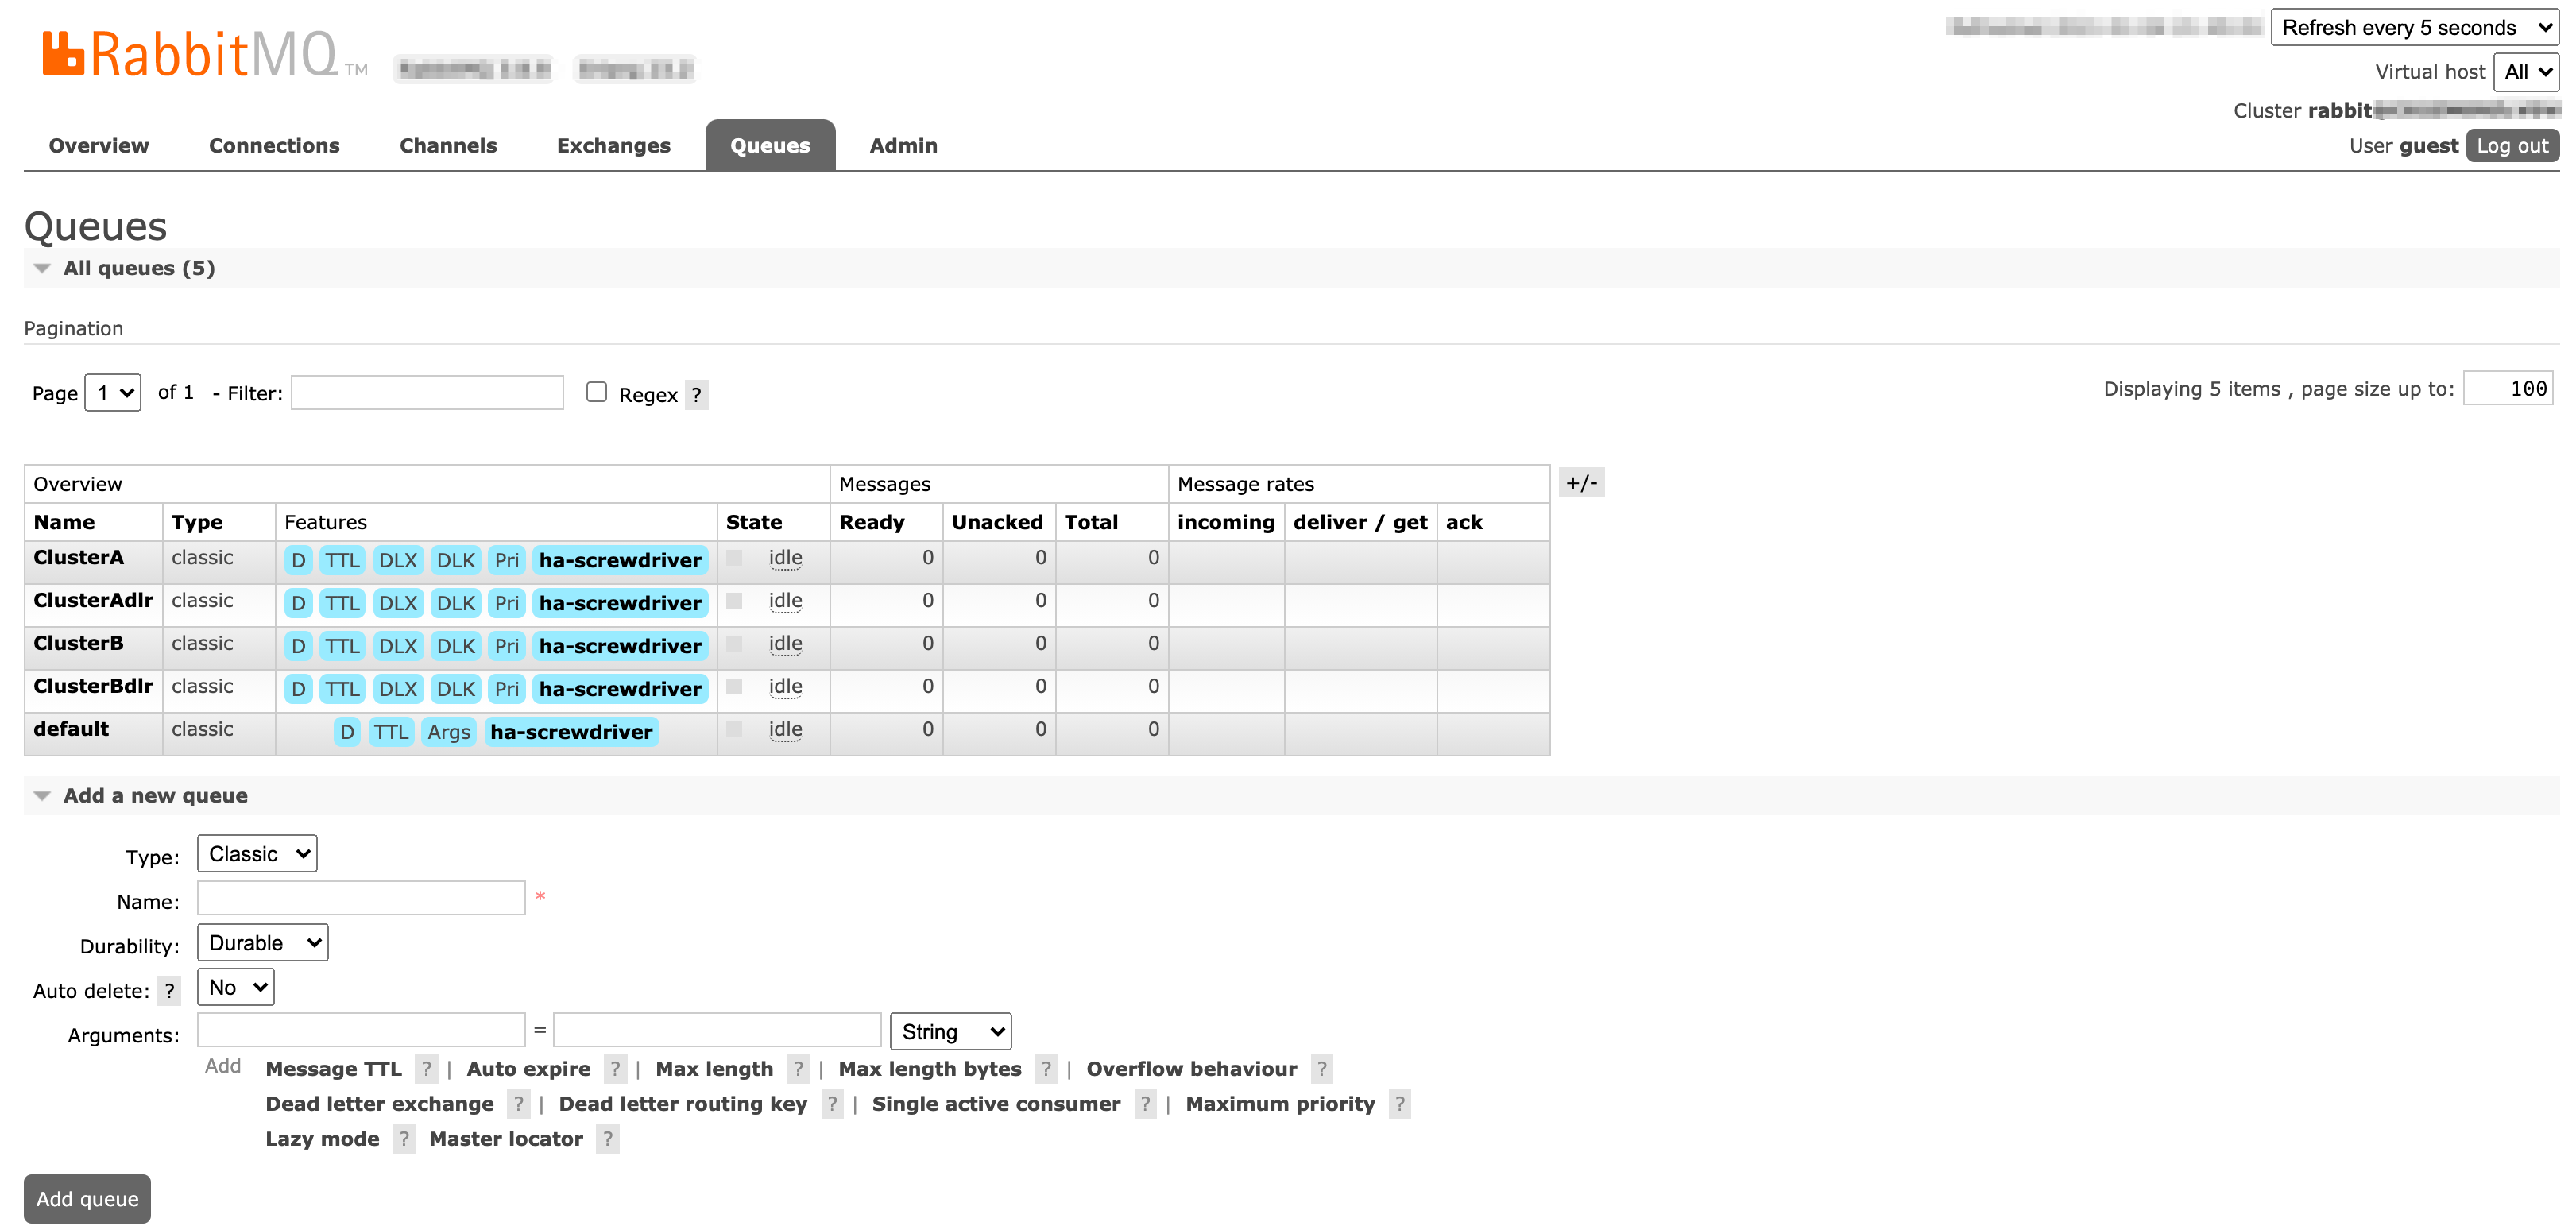 Refresh every 5 seconds
RabbitMQ TM
Virtual host All
Cluster rabbit
Overview Connections Channels Exchanges Queues Admin
User guest Log out
Queues
All queues (5)
Pagination
Page 1 of 1 - Filter: Regex ?
Displaying 5 items , page size up to: 100
Overview Messages Message rates +/-
Name Type Features State Ready Unacked Total incoming deliver / get ack
ClusterA classic D TTL DLX DLK Pri ha-screwdriver idle 0 0 0
ClusterAdlr classic D TTL DLX DLK Pri ha-screwdriver idle 0 0 0
ClusterB classic D TTL DLX DLK Pri ha-screwdriver idle 0 0 0
ClusterBdlr classic D TTL DLX DLK Pri ha-screwdriver idle 0 0 0
default classic D TTL Args ha-screwdriver idle 0 0 0
Add a new queue
Type: Classic
Name: *
Durability: Durable
Auto delete: ? No
Arguments: = String
Add Message TTL ? | Auto expire ? | Max length ? | Max length bytes ? | Overflow behaviour ?
Dead letter exchange ? | Dead letter routing key ? | Single active consumer ? | Maximum priority ?
Lazy mode ? Master locator ?
Add queue